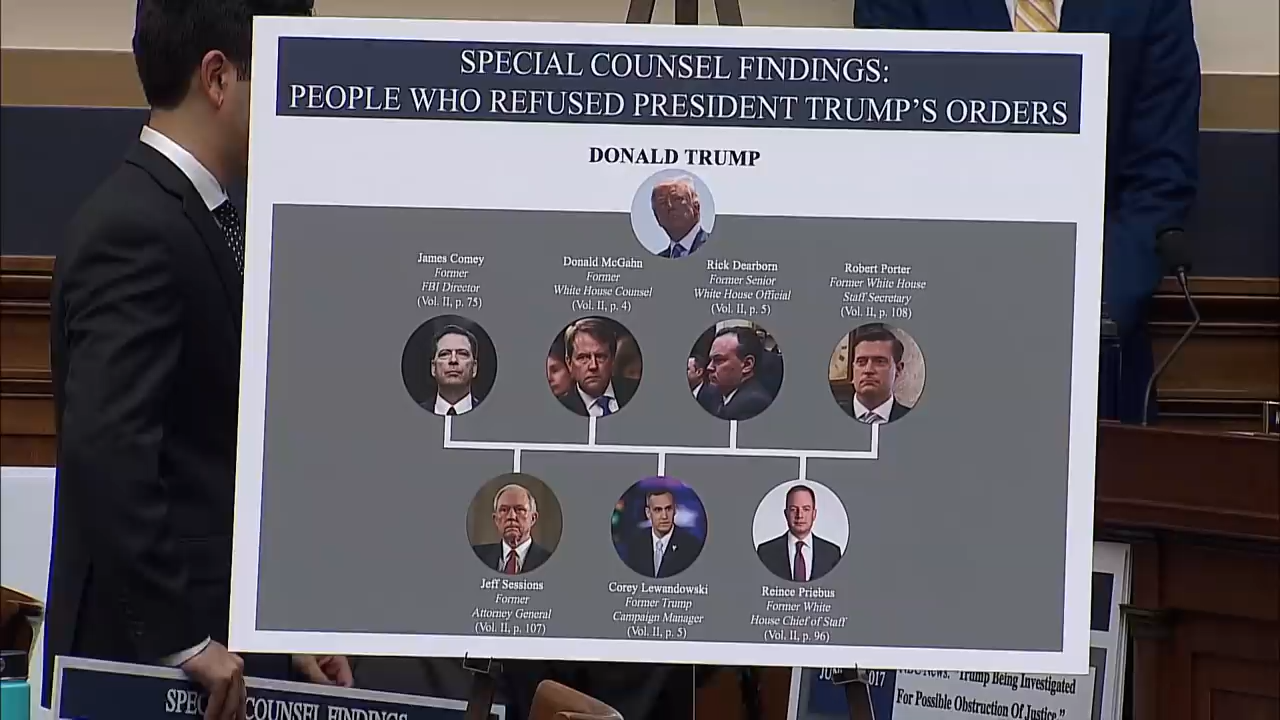 SPECIAL COUNSEL FINDINGS:
PEOPLE WHO REFUSED PRESIDENT TRUMP'S ORDERS
DONALD TRUMP
James Comey
Former
FBI Director
(Vol. II, p. 75)
Donald McGahn
Former
White House Counsel
(Vol. II, p. 4)
Rick Dearborn
Former Senior
White House Official
(Vol. II, p. 5)
Robert Porter
Former White House
Staff Secretary
(Vol. II, p. 108)
Jeff Sessions
Former
Attorney General
(Vol. II, p. 107)
Corey Lewandowski
Former Trump
Campaign Manager
(Vol. II, p. 5)
Reince Priebus
Former White
House Chief of Staff
(Vol. II, p. 96)
COUNSEL FINDINGS
2017
News: "Trump Being Investigated
For Possible Obstruction Of Justice,"